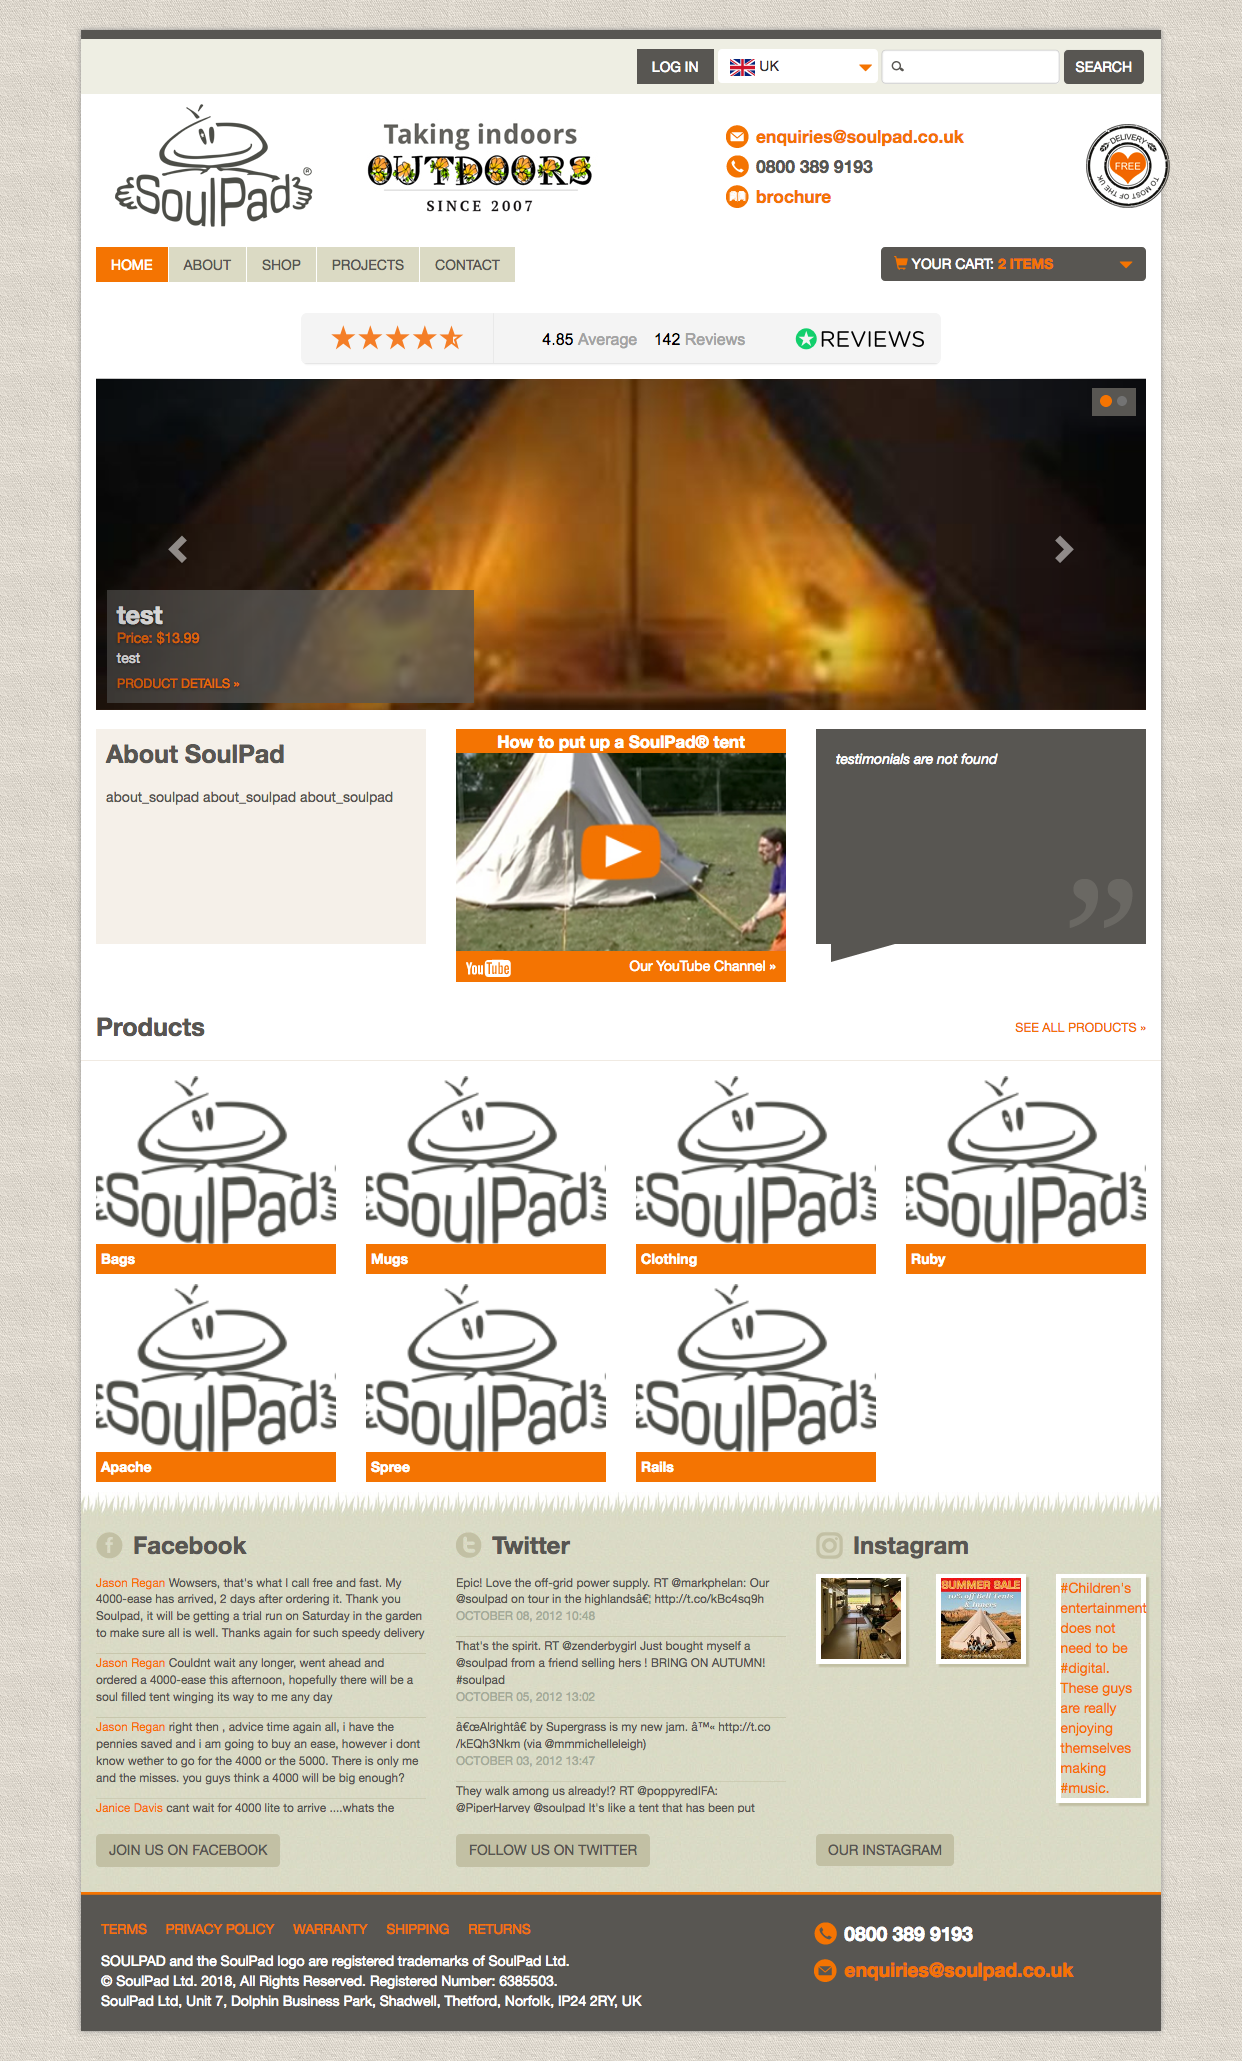 LOG IN
UK
SEARCH
SoulPad®
Taking indoors
OUTDOORS
SINCE 2007
enquiries@soulpad.co.uk
0800 389 9193
brochure
DELIVERY
FREE
TO MOST OF THE UK
HOME
ABOUT
SHOP
PROJECTS
CONTACT
YOUR CART: 2 ITEMS
4.85 Average 142 Reviews
REVIEWS
test
Price: $13.99
test
PRODUCT DETAILS »
About SoulPad
about_soulpad about_soulpad about_soulpad
How to put up a SoulPad® tent
YouTube
Our YouTube Channel »
testimonials are not found
”
Products
SEE ALL PRODUCTS »
SoulPad
SoulPad
SoulPad
SoulPad
Bags
Mugs
Clothing
Ruby
SoulPad
SoulPad
SoulPad
Apache
Spree
Rails
Facebook
Jason Regan Wowsers, that's what I call free and fast. My
4000-ease has arrived, 2 days after ordering it. Thank you
Soulpad, it will be getting a trial run on Saturday in the garden
to make sure all is well. Thanks again for such speedy delivery
Jason Regan Couldnt wait any longer, went ahead and
ordered a 4000-ease this afternoon, hopefully there will be a
soul filled tent winging its way to me any day
Jason Regan right then , advice time again all, i have the
pennies saved and i am going to buy an ease, however i dont
know wether to go for the 4000 or the 5000. There is only me
and the misses. you guys think a 4000 will be big enough?
Janice Davis cant wait for 4000 lite to arrive ....whats the
JOIN US ON FACEBOOK
Twitter
Epic! Love the off-grid power supply. RT @markphelan: Our
@soulpad on tour in the highlandsâ€¦ http://t.co/kBc4sq9h
OCTOBER 08, 2012 10:48
That's the spirit. RT @zenderbygirl Just bought myself a
@soulpad from a friend selling hers ! BRING ON AUTUMN!
#soulpad
OCTOBER 05, 2012 13:02
â€œAlrightâ€ by Supergrass is my new jam. â™« http://t.co
/kEQh3Nkm (via @mmmichelleleigh)
OCTOBER 03, 2012 13:47
They walk among us already!? RT @poppyredIFA:
@PiperHarvey @soulpad It's like a tent that has been put
FOLLOW US ON TWITTER
Instagram
SUMMER SALE
10% off Bell Tents
& Inners
#Children's
entertainment
does not
need to be
#digital.
These guys
are really
enjoying
themselves
making
#music.
OUR INSTAGRAM
TERMS
PRIVACY POLICY
WARRANTY
SHIPPING
RETURNS
SOULPAD and the SoulPad logo are registered trademarks of SoulPad Ltd.
© SoulPad Ltd. 2018, All Rights Reserved. Registered Number: 6385503.
SoulPad Ltd, Unit 7, Dolphin Business Park, Shadwell, Thetford, Norfolk, IP24 2RY, UK
0800 389 9193
enquiries@soulpad.co.uk